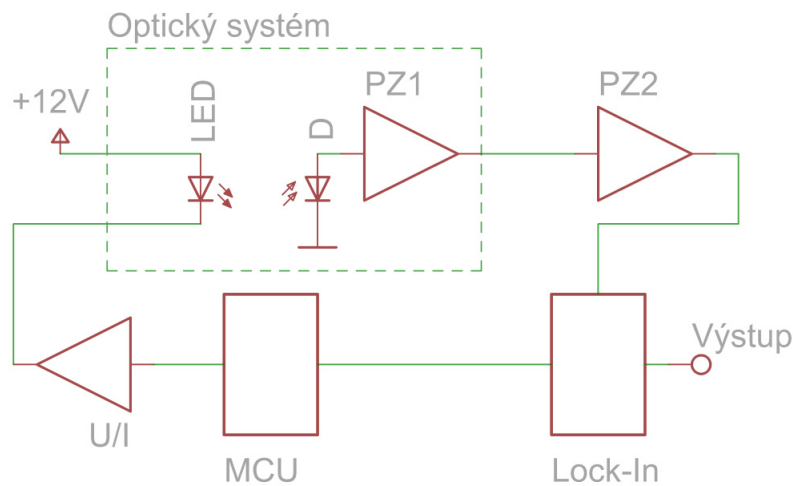 Optický systém
+12V
LED
D
PZ1
PZ2
Výstup
U/I
MCU
Lock-In